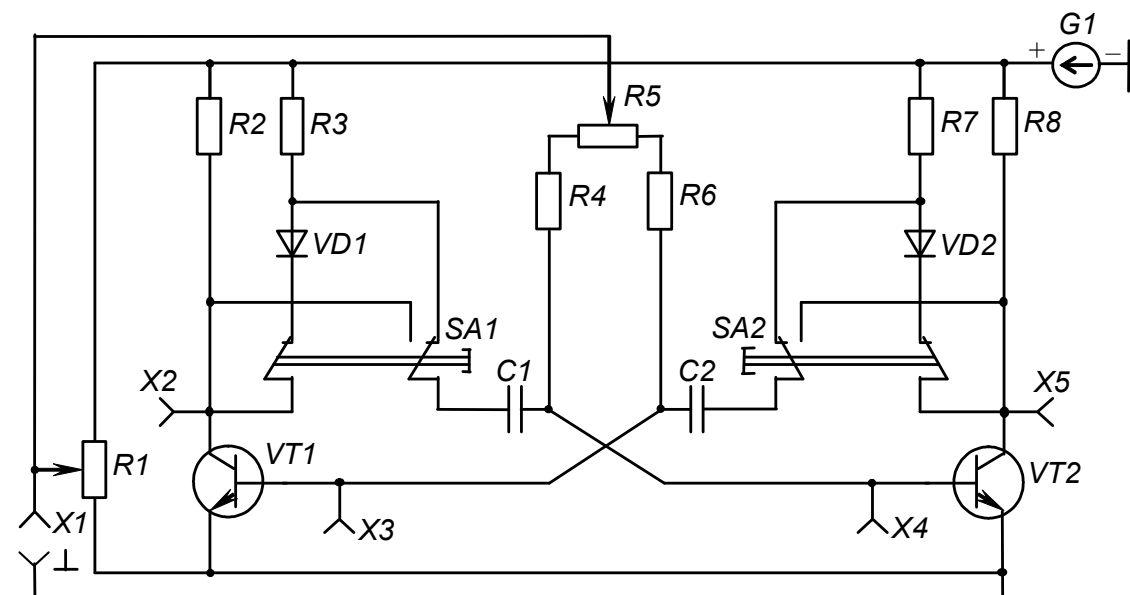 G1
+
−
R5
R2
R3
R7
R8
R4
R6
VD1
VD2
SA1
SA2
X2
C1
C2
X5
VT1
R1
VT2
X1
X3
X4
⊥